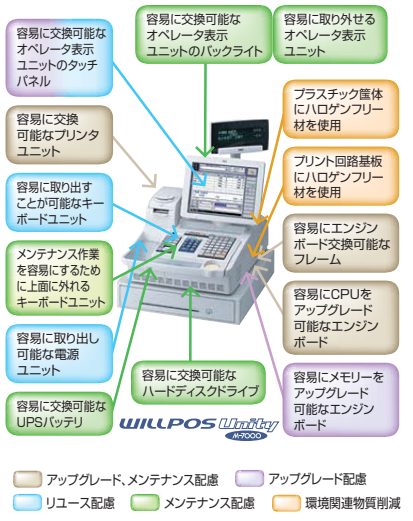 容易に交換可能な
オペレータ表示
ユニットのタッチ
パネル
容易に交換可能な
オペレータ表示
ユニットのバックライト
容易に取り外せる
オペレータ表示
ユニット
容易に交換
可能なプリンタ
ユニット
プラスチック筐体
にハロゲンフリー
材を使用
容易に取り出す
ことが可能なキー
ボードユニット
プリント回路基板
にハロゲンフリー
材を使用
メンテナンス作業
を容易にするため
に上面に外れる
キーボードユニット
容易にエンジン
ボード交換可能な
フレーム
容易に取り出し
可能な電源
ユニット
容易にCPUを
アップグレード
可能なエンジン
ボード
容易に交換可能な
UPSバッテリ
容易に交換可能な
ハードディスクドライブ
容易にメモリーを
アップグレード
可能なエンジン
ボード
WILLPOS Unity
M-7000
アップグレード、メンテナンス配慮
アップグレード配慮
リユース配慮
メンテナンス配慮
環境関連物質削減